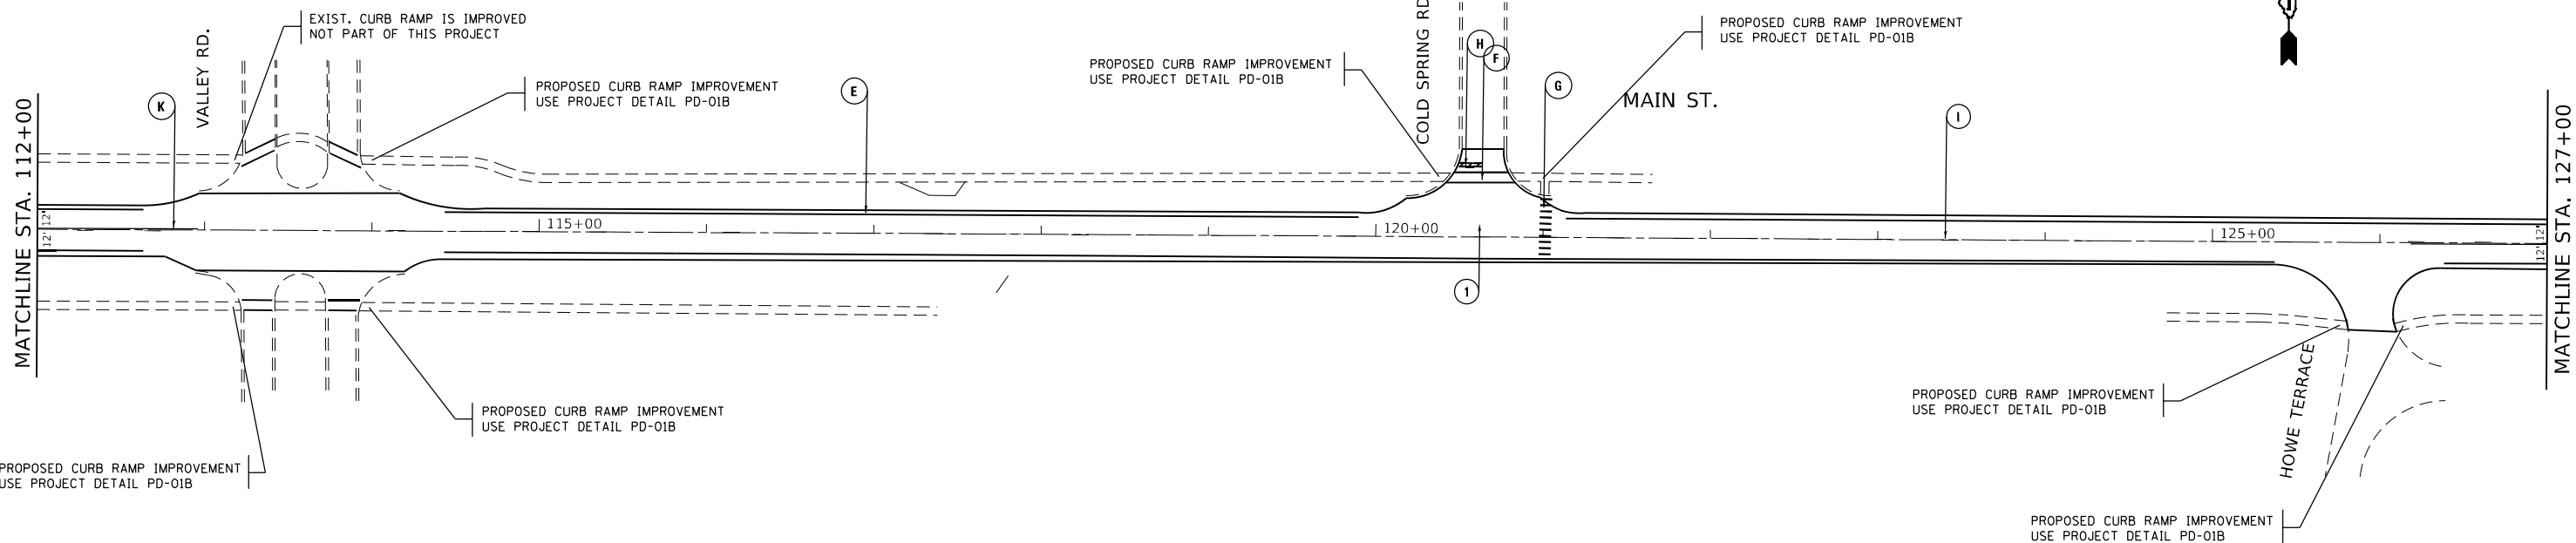 EXIST. CURB RAMP IS IMPROVED
NOT PART OF THIS PROJECT
VALLEY RD.
PROPOSED CURB RAMP IMPROVEMENT
USE PROJECT DETAIL PD-01B
K
E
PROPOSED CURB RAMP IMPROVEMENT
USE PROJECT DETAIL PD-01B
COLD SPRING RD
H
F
G
PROPOSED CURB RAMP IMPROVEMENT
USE PROJECT DETAIL PD-01B
MAIN ST.
I
MATCHLINE STA. 112+00
12'
12'
115+00
120+00
125+00
12'
12'
MATCHLINE STA. 127+00
1
PROPOSED CURB RAMP IMPROVEMENT
USE PROJECT DETAIL PD-01B
PROPOSED CURB RAMP IMPROVEMENT
USE PROJECT DETAIL PD-01B
PROPOSED CURB RAMP IMPROVEMENT
USE PROJECT DETAIL PD-01B
HOWE TERRACE
PROPOSED CURB RAMP IMPROVEMENT
USE PROJECT DETAIL PD-01B